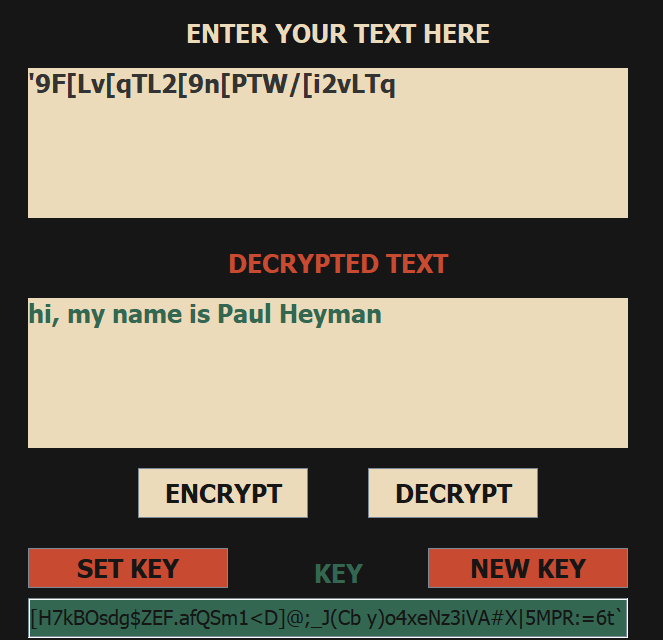 ENTER YOUR TEXT HERE
'9F[Lv[qTL2[9n[PTW/[i2vLTq
DECRYPTED TEXT
hi, my name is Paul Heyman
ENCRYPT
DECRYPT
SET KEY
KEY
NEW KEY
[H7kBOsdg$ZEF.afQSm1<D]@;_J(Cb y)o4xeNz3iVA#X|5MPR:=6t`